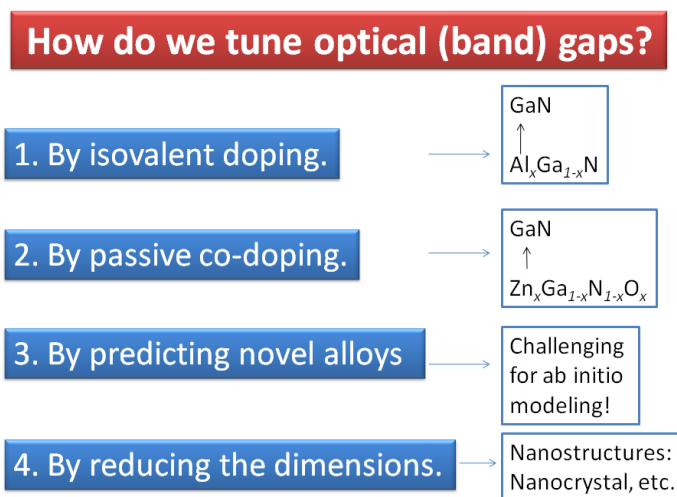 How do we tune optical (band) gaps?
1. By isovalent doping.
GaN
↑
AlₓGa₁₋ₓN
2. By passive co-doping.
GaN
↑
ZnₓGa₁₋ₓN₁₋ₓOₓ
3. By predicting novel alloys
Challenging
for ab initio
modeling!
4. By reducing the dimensions.
Nanostructures:
Nanocrystal, etc.